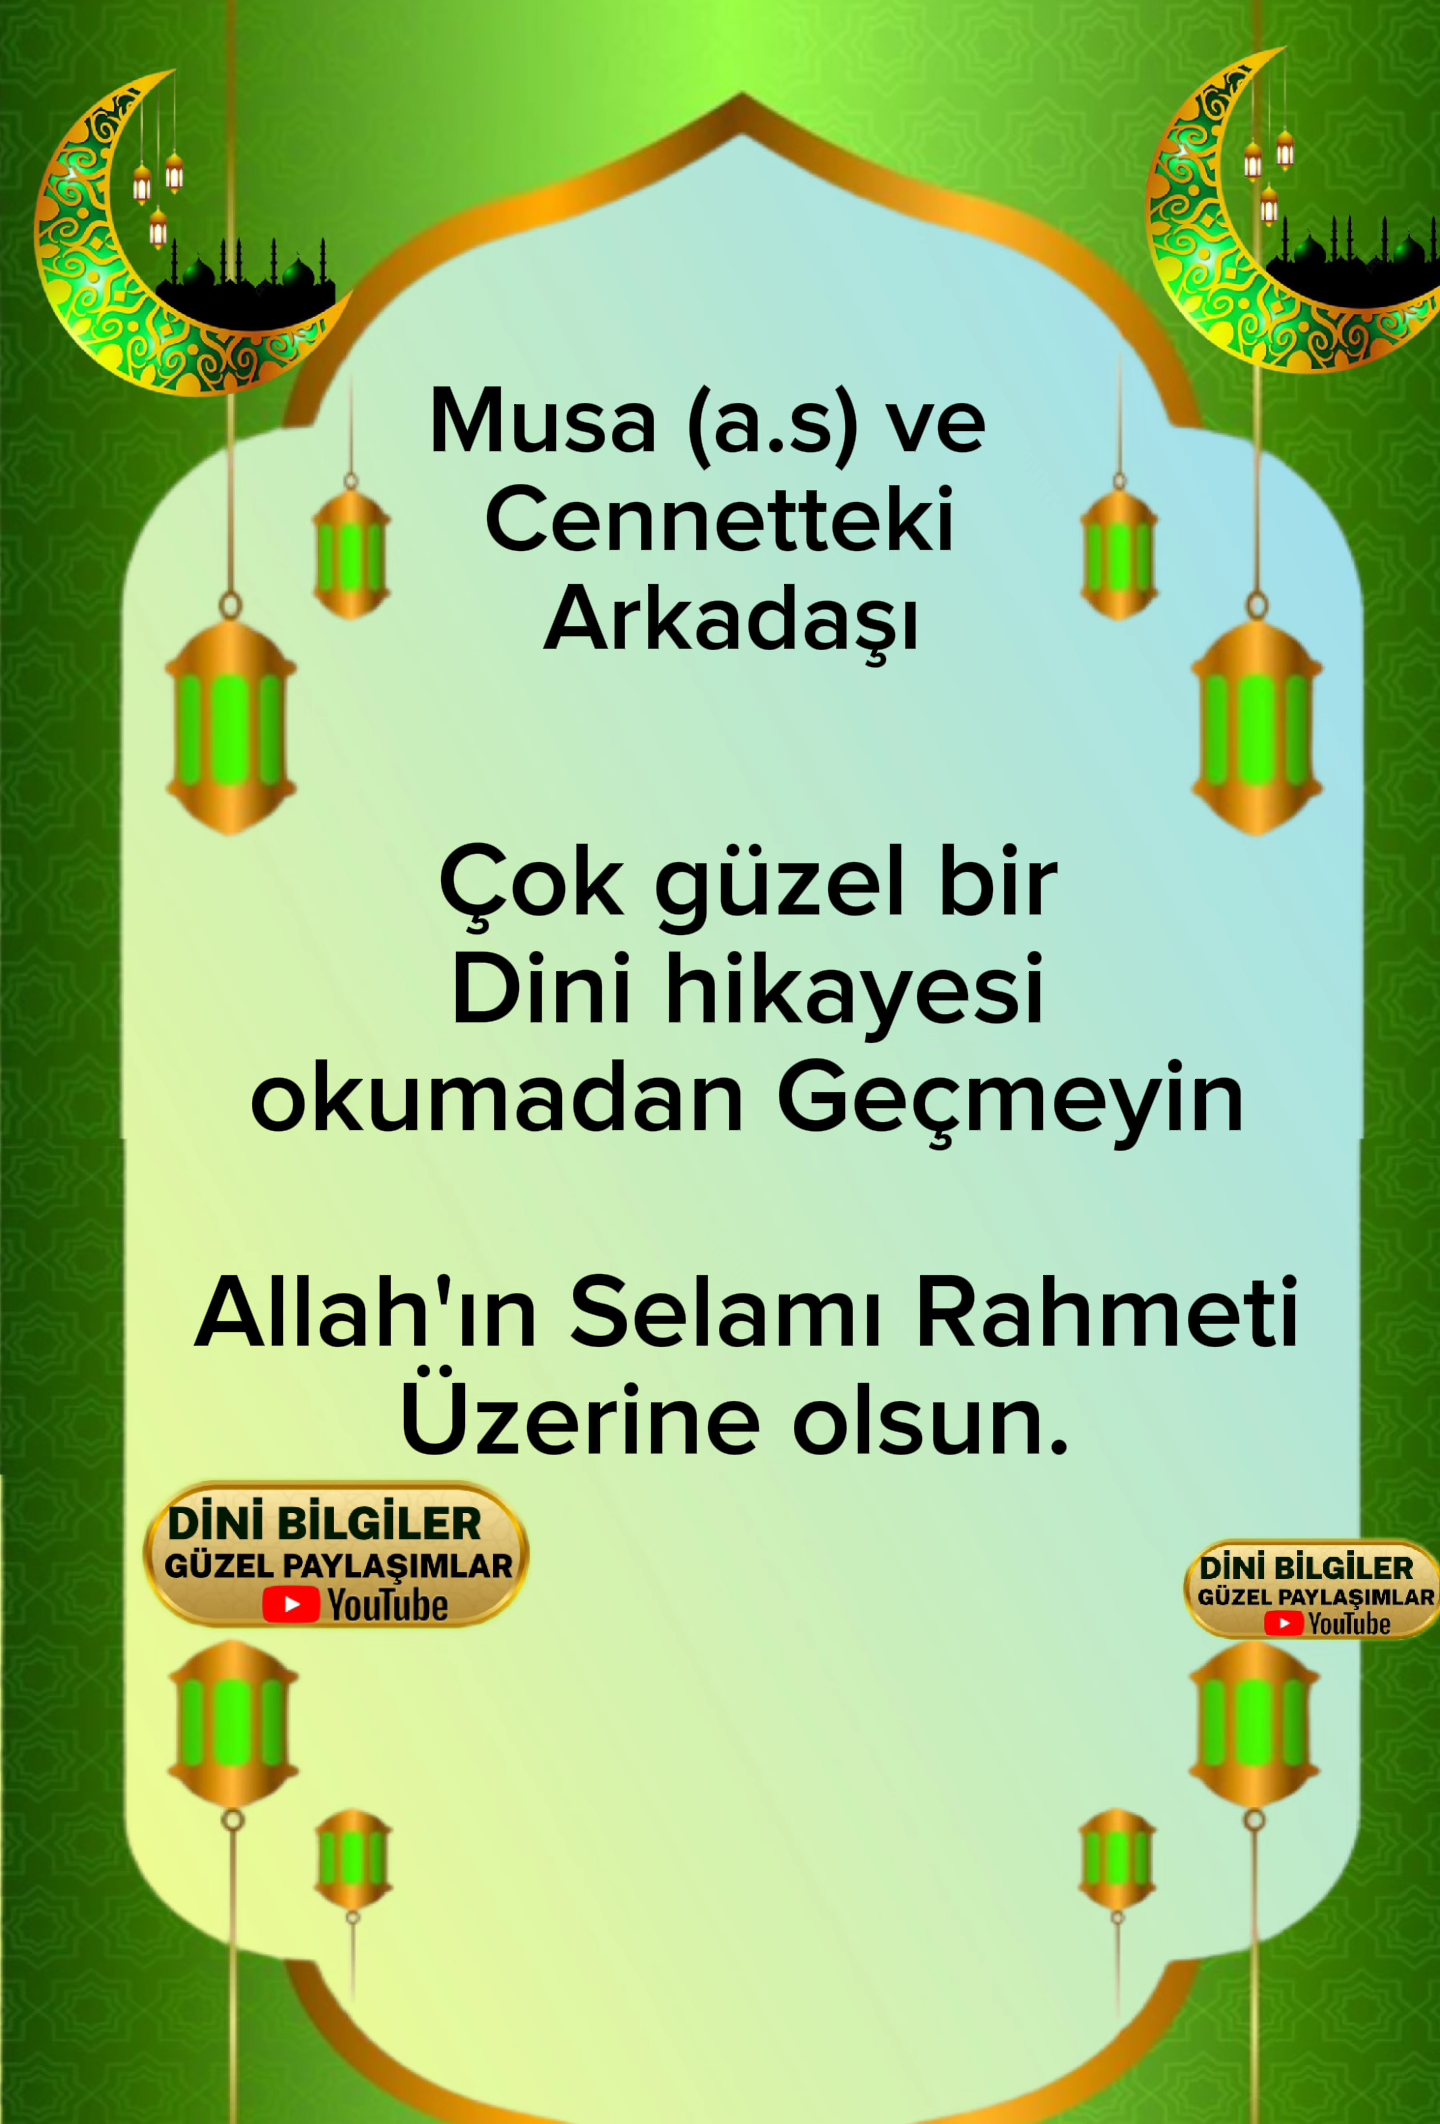 Musa (a.s) ve
Cennetteki
Arkadaşı
Çok güzel bir
Dini hikayesi
okumadan Geçmeyin
Allah'ın Selamı Rahmeti
Üzerine olsun.
DİNİ BİLGİLER
GÜZEL PAYLAŞIMLAR
YouTube
DİNİ BİLGİLER
GÜZEL PAYLAŞIMLAR
YouTube